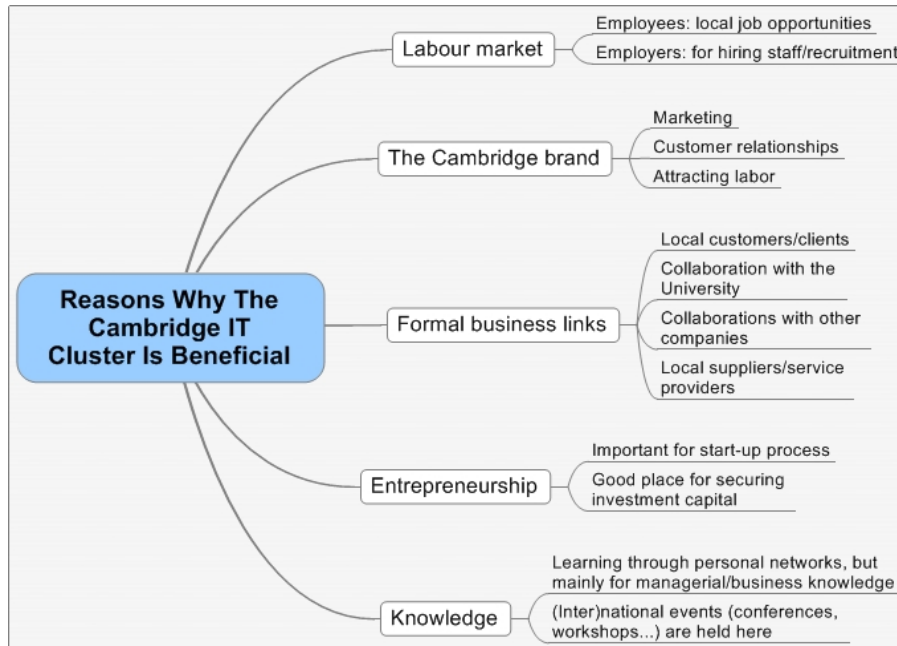 Employees: local job opportunities
Labour market
Employers: for hiring staff/recruitment
Marketing
The Cambridge brand
Customer relationships
Attracting labor
Local customers/clients
Collaboration with the
University
Reasons Why The
Cambridge IT
Cluster Is Beneficial
Formal business links
Collaborations with other
companies
Local suppliers/service
providers
Important for start-up process
Entrepreneurship
Good place for securing
investment capital
Learning through personal networks, but
mainly for managerial/business knowledge
Knowledge
(Inter)national events (conferences,
workshops...) are held here